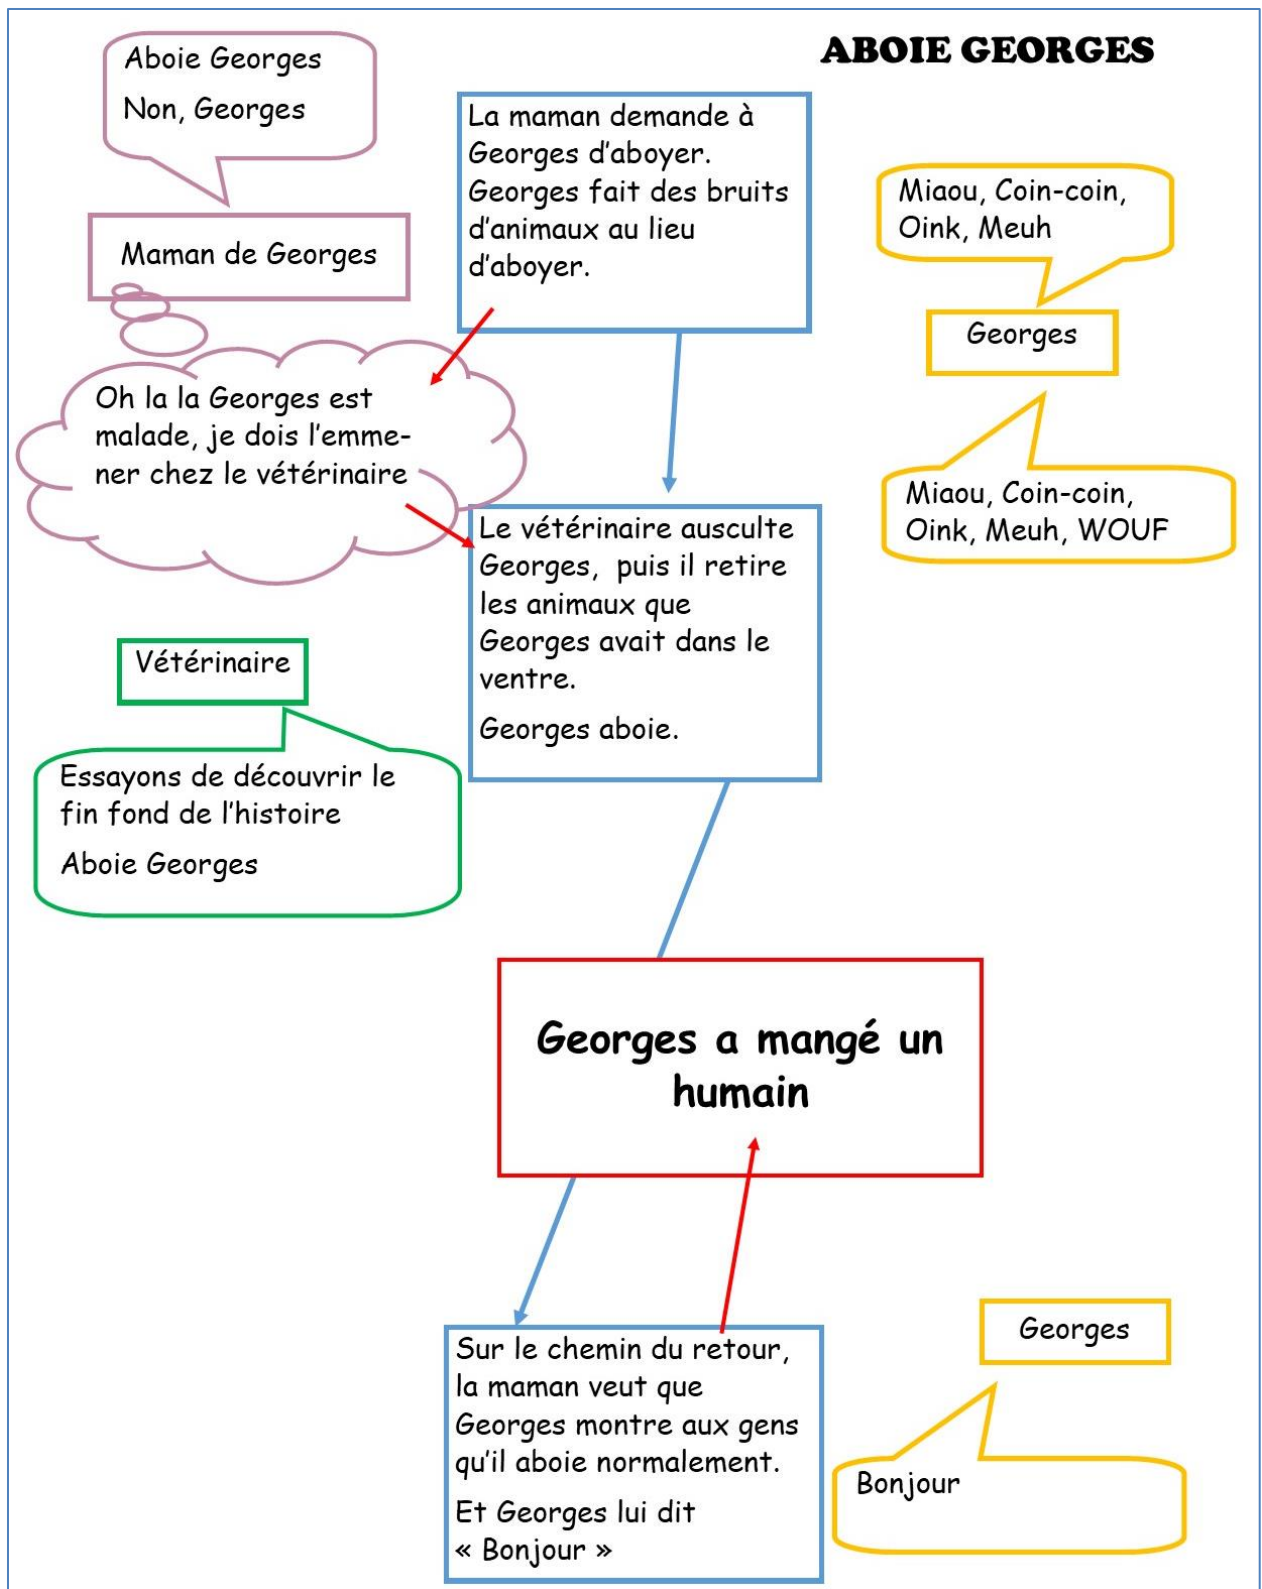 ABOIE GEORGES
Aboie Georges
Non, Georges
Maman de Georges
La maman demande à
Georges d’aboyer.
Georges fait des bruits
d’animaux au lieu
d’aboyer.
Miaou, Coin-coin,
Oink, Meuh
Georges
Oh la la Georges est
malade, je dois l’emme-
ner chez le vétérinaire
Miaou, Coin-coin,
Oink, Meuh, WOUF
Le vétérinaire ausculte
Georges, puis il retire
les animaux que
Georges avait dans le
ventre.
Georges aboie.
Vétérinaire
Essayons de découvrir le
fin fond de l’histoire
Aboie Georges
Georges a mangé un
humain
Sur le chemin du retour,
la maman veut que
Georges montre aux gens
qu’il aboie normalement.
Et Georges lui dit
« Bonjour »
Georges
Bonjour